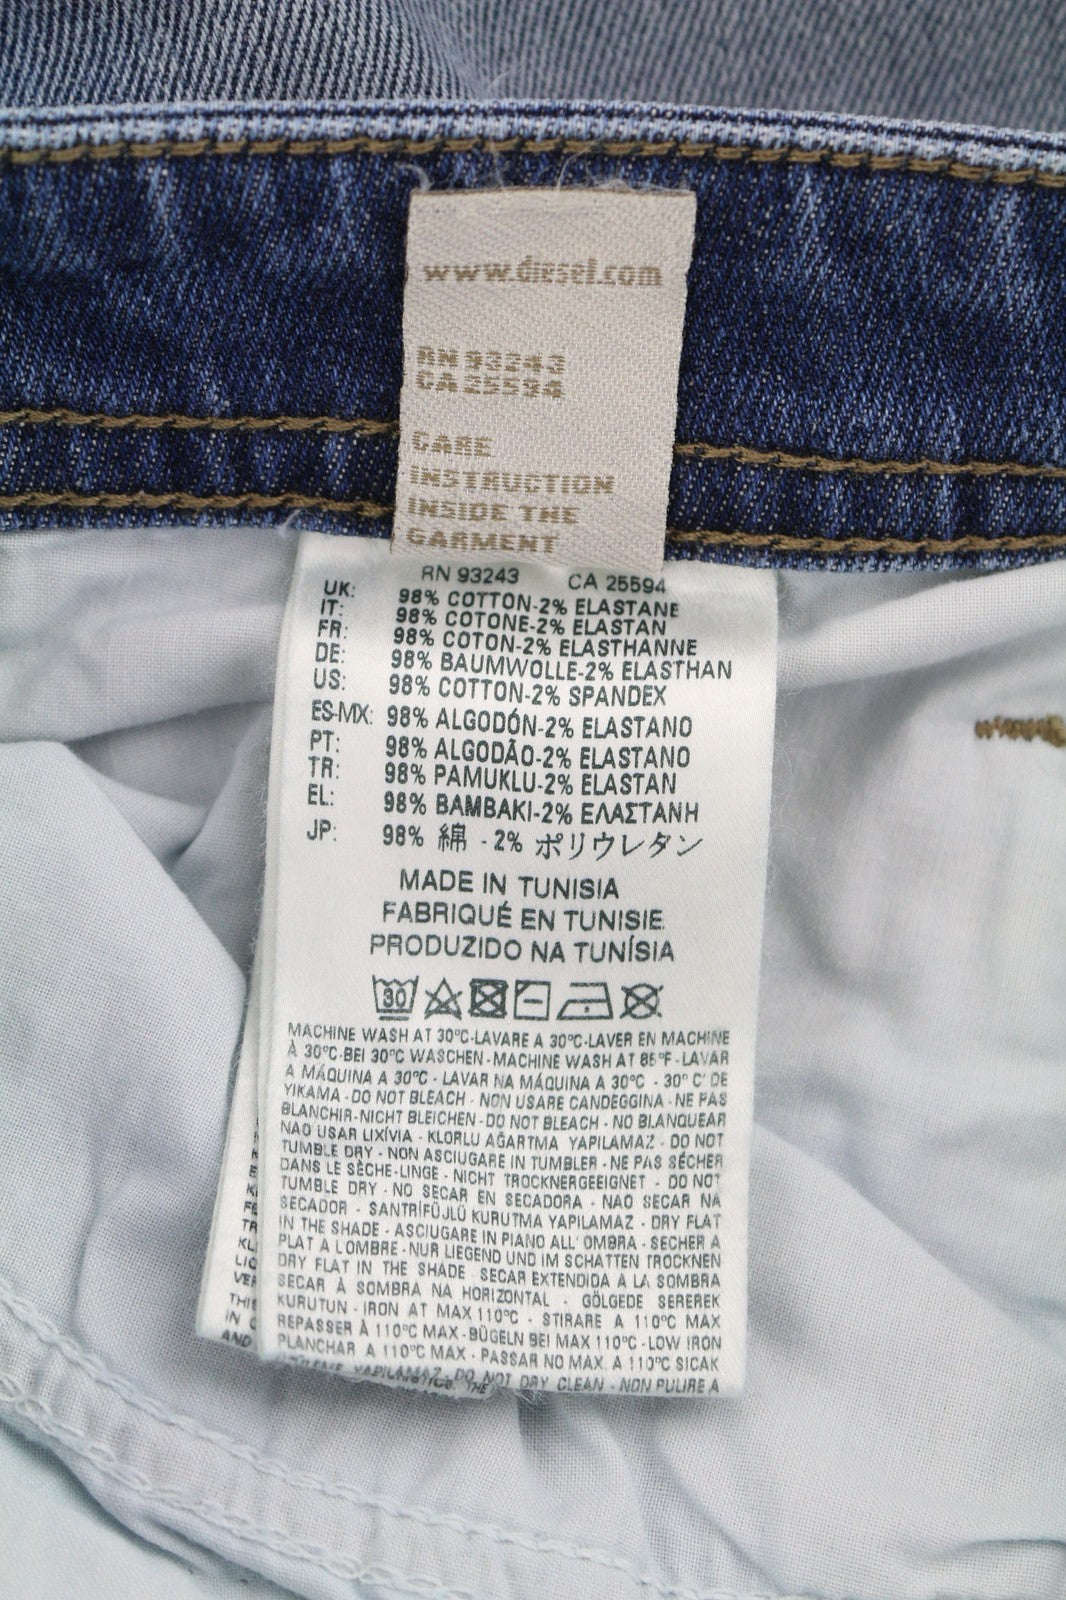 www.diesel.com
RN 93243
CA 25594
CARE
INSTRUCTION
INSIDE THE
GARMENT
RN 93243 CA 25594
UK: 98% COTTON-2% ELASTANE
IT: 98% COTONE-2% ELASTAN
FR: 98% COTON-2% ELASTHANNE
DE: 98% BAUMWOLLE-2% ELASTHAN
US: 98% COTTON-2% SPANDEX
ES-MX: 98% ALGODÓN-2% ELASTANO
PT: 98% ALGODÃO-2% ELASTANO
TR: 98% PAMUKLU-2% ELASTAN
EL: 98% ΒΑΜΒΑΚΙ-2% ΕΛΑΣΤΑΝΗ
JP: 98% 綿 - 2% ポリウレタン
MADE IN TUNISIA
FABRIQUÉ EN TUNISIE
PRODUZIDO NA TUNÍSIA
30
MACHINE WASH AT 30°C-LAVARE A 30°C-LAVER EN MACHINE
À 30°C-BEI 30°C WASCHEN-MACHINE WASH AT 86°F-LAVAR
A MÁQUINA A 30°C - LAVAR NA MÁQUINA A 30°C - 30° C' DE
YIKAMA - DO NOT BLEACH - NON USARE CANDEGGINA - NE PAS
BLANCHIR-NICHT BLEICHEN-DO NOT BLEACH - NO BLANQUEAR
NAO USAR LIXÍVIA - KLORLU AĞARTMA YAPILAMAZ - DO NOT
TUMBLE DRY - NON ASCIUGARE IN TUMBLER - NE PAS SÉCHER
DANS LE SÈCHE-LINGE - NICHT TROCKNERGEEIGNET - DO NOT
TUMBLE DRY - NO SECAR EN SECADORA - NAO SECAR NA
SECADOR - SANTRİFÜJLÜ KURUTMA YAPILAMAZ - DRY FLAT
IN THE SHADE - ASCIUGARE IN PIANO ALL' OMBRA - SECHER A
PLAT A L OMBRE - NUR LIEGEND UND IM SCHATTEN TROCKNEN
DRY FLAT IN THE SHADE SECAR EXTENDIDA A LA SOMBRA
SECAR À SOMBRA NA HORIZONTAL - GÖLGEDE SEREREK
KURUTUN - IRON AT MAX 110°C - STIRARE A 110°C MAX
REPASSER À 110°C MAX - BÜGELN BEI MAX 110°C - LOW IRON
PLANCHAR A 110°C MAX - PASSAR NO MAX. A 110°C SICAK
YAPILAMAZ - DO NOT DRY CLEAN - NON PULIRE A